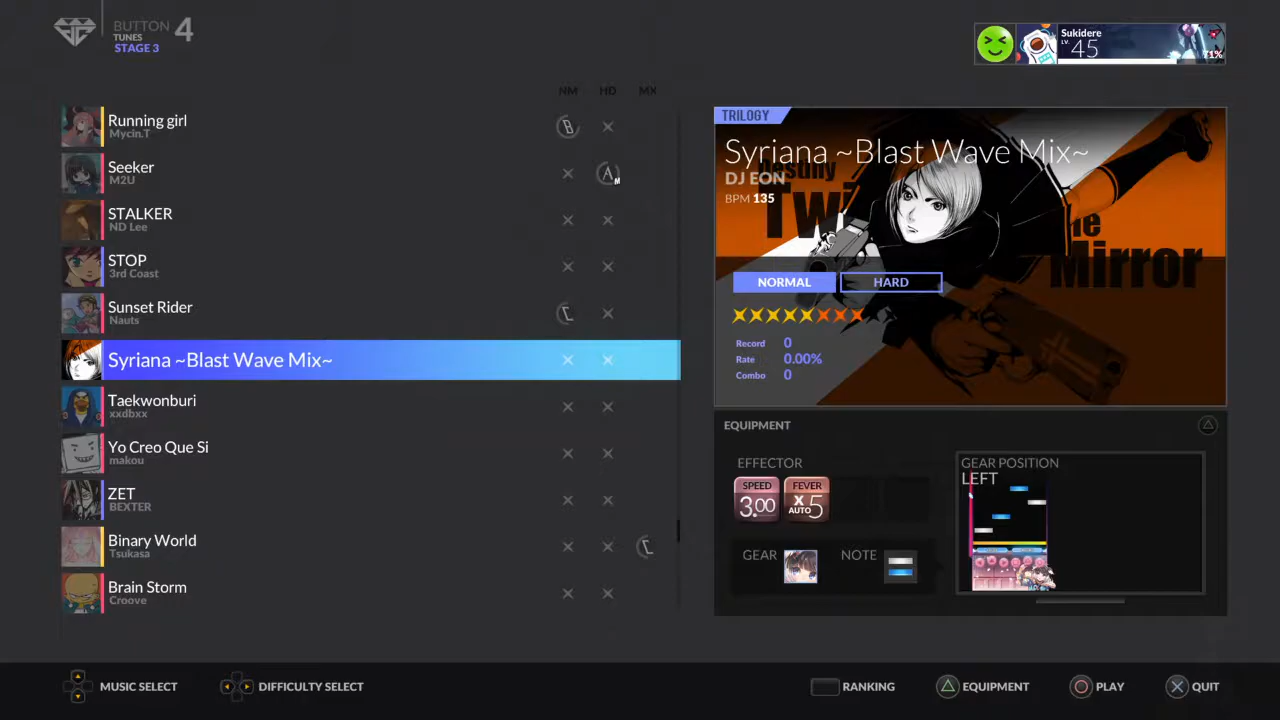 BUTTON 4
TUNES
STAGE 3
Sukidere
LV. 45
71%
NM HD MX
Running girl
Mycin.T
B
Seeker
M2U
A M
STALKER
ND Lee
STOP
3rd Coast
Sunset Rider
Nauts
C
Syriana ~Blast Wave Mix~
Taekwonburi
xxdbxx
Yo Creo Que Si
makou
ZET
BEXTER
Binary World
Tsukasa
C
Brain Storm
Croove
TRILOGY
Syriana ~Blast Wave Mix~
DJ EON
BPM 135
Destiny
Twi
he
Mirror
NORMAL HARD
Record 0
Rate 0.00%
Combo 0
EQUIPMENT
EFFECTOR
SPEED
3.00
FEVER
X5
AUTO
GEAR
NOTE
GEAR POSITION
LEFT
MUSIC SELECT
DIFFICULTY SELECT
RANKING
EQUIPMENT
PLAY
QUIT